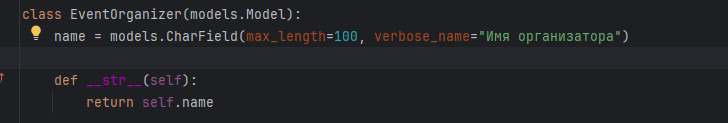 class EventOrganizer(models.Model):
    name = models.CharField(max_length=100, verbose_name="Имя организатора")
    def __str__(self):
        return self.name